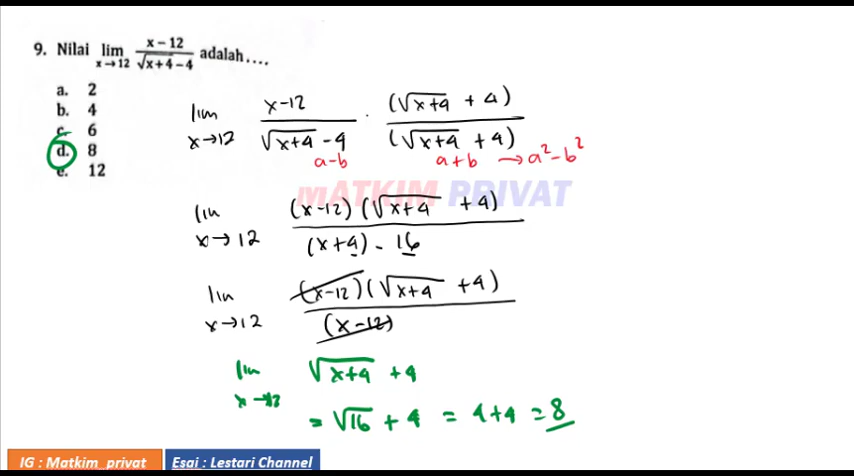 9. Nilai lim x→12 x – 12 / √x+4 – 4 adalah ....
a. 2
b. 4
c. 6
d. 8
e. 12
lim x→12 x-12 / √x+4 - 4 · (√x+4 + 4) / (√x+4 + 4)
a-b a+b → a² - b²
MATKIM PRIVAT
lim x→12 (x-12) (√x+4 + 4) / (x+4) - 16
lim x→12 (x-12) (√x+4 + 4) / (x-12)
lim x→12 √x+4 + 4
= √16 + 4 = 4+4 = 8
IG : Matkim_privat Esai : Lestari Channel